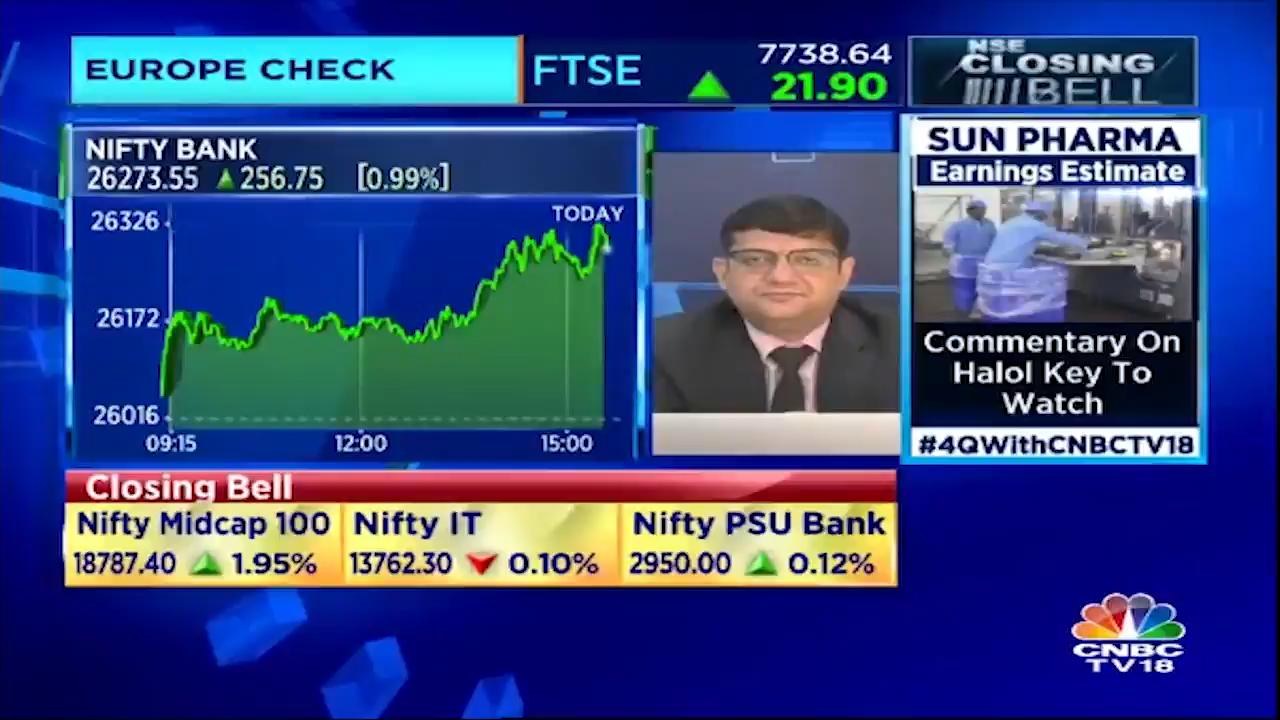 EUROPE CHECK
FTSE
7738.64
21.90
NSE
CLOSING
BELL
NIFTY BANK
26273.55 256.75 [0.99%]
TODAY
26326
26172
26016
09:15 12:00 15:00
SUN PHARMA
Earnings Estimate
Commentary On
Halol Key To
Watch
#4QWithCNBCTV18
Closing Bell
Nifty Midcap 100
18787.40 1.95%
Nifty IT
13762.30 0.10%
Nifty PSU Bank
2950.00 0.12%
CNBC
TV18